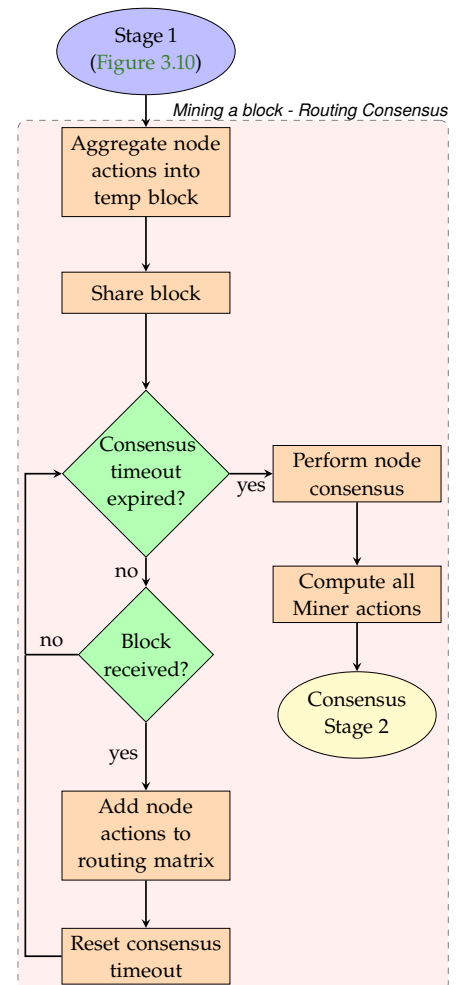 Stage 1
(Figure 3.10)
Mining a block - Routing Consensus
Aggregate node
actions into
temp block
Share block
Consensus
timeout
expired?
yes
Perform node
consensus
no
Compute all
Miner actions
no
Block
received?
Consensus
Stage 2
yes
Add node
actions to
routing matrix
Reset consensus
timeout